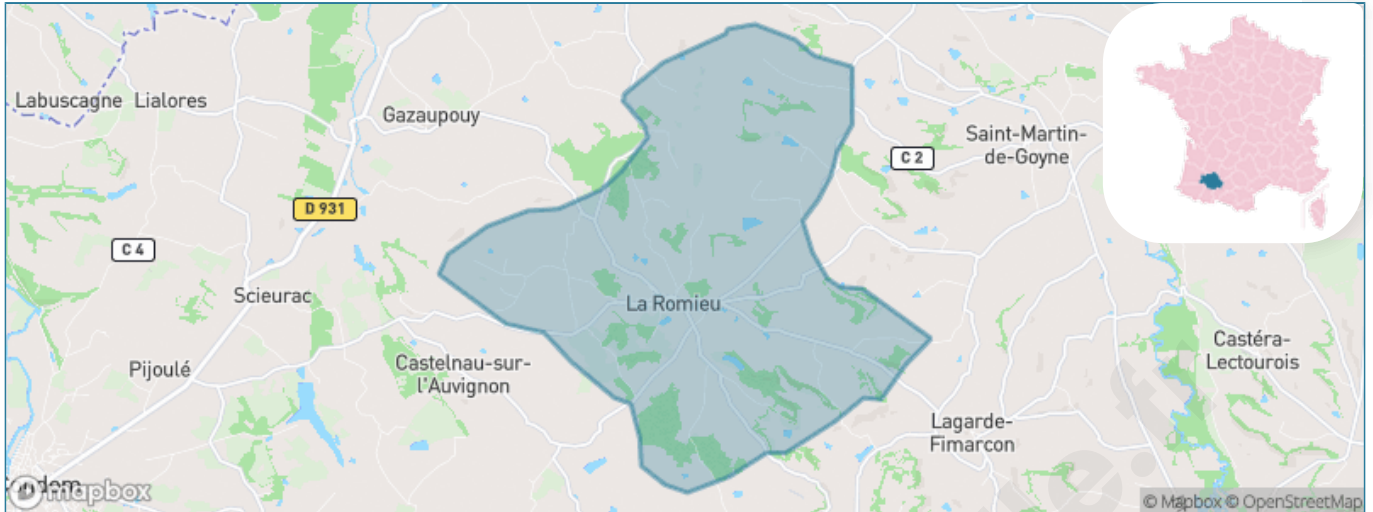 Labuscagne
Lialores
Gazaupouy
Saint-Martin-
de-Goyne
C 2
D 931
C 4
Scieurac
La Romieu
Castelnau-sur-
l'Auvignon
Pijoulé
Castéra-
Lectourois
Lagarde-
Fimarcon
mapbox
© Mapbox © OpenStreetMap